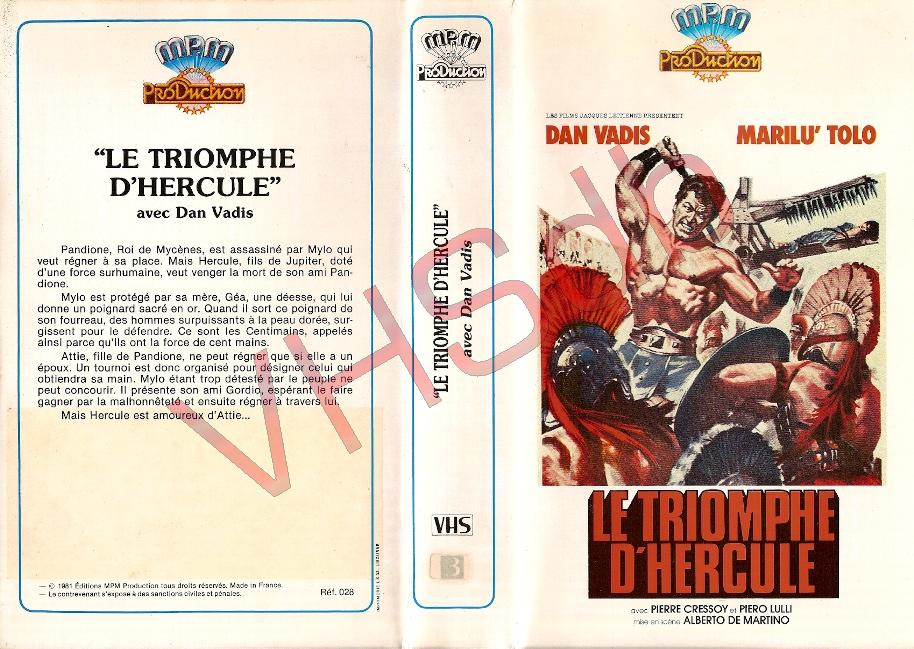 MPM
PRODUCTION
"LE TRIOMPHE
D'HERCULE"
avec Dan Vadis
Pandione, Roi de Mycènes, est assassiné par Mylo qui
veut régner à sa place. Mais Hercule, fils de Jupiter, doté
d'une force surhumaine, veut venger la mort de son ami Pan-
dione.
Mylo est protégé par sa mère, Géa, une déesse, qui lui
donne un poignard sacré en or. Quand il sort ce poignard de
son fourreau, des hommes surpuissants à la peau dorée, sur-
gissent pour le défendre. Ce sont les Centimains, appelés
ainsi parce qu'ils ont la force de cent mains.
Attie, fille de Pandione, ne peut régner que si elle a un
époux. Un tournoi est donc organisé pour désigner celui qui
obtiendra sa main. Mylo étant trop détesté par le peuple ne
peut concourir. Il présente son ami Gordio, espérant le faire
gagner par la malhonnêteté et ensuite régner à travers lui.
Mais Hercule est amoureux d'Attie...
— © 1981 Éditions MPM Production tous droits réservés. Made in France.
— Le contrevenant s'expose à des sanctions civiles et pénales.
Réf. 028
MPM
PRODUCTION
"LE TRIOMPHE D'HERCULE"
avec Dan Vadis
VHS
B
MPM
PRODUCTION
LES FILMS JACQUES LEITIENNE PRESENTENT
DAN VADIS MARILU' TOLO
LE TRIOMPHE
D'HERCULE
avec PIERRE CRESSOY et PIERO LULLI
mise en scène ALBERTO DE MARTINO
VHSdb